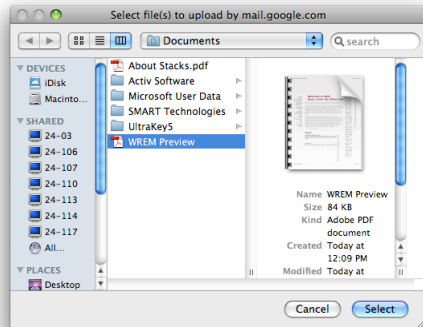 Select file(s) to upload by mail.google.com
Documents
search
DEVICES
iDisk
Macinto...
SHARED
24-03
24-106
24-107
24-110
24-113
24-114
24-117
All...
PLACES
Desktop
About Stacks.pdf
Activ Software
Microsoft User Data
SMART Technologies
UltraKey5
WREM Preview
Name WREM Preview
Size 84 KB
Kind Adobe PDF
document
Created Today at
12:09 PM
Modified Today at
Cancel
Select